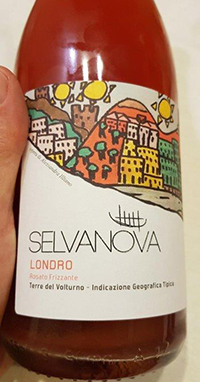 SELVANOVA
LONDRO
Rosato Frizzante
Terre del Volturno - Indicazione Geografica Tipica